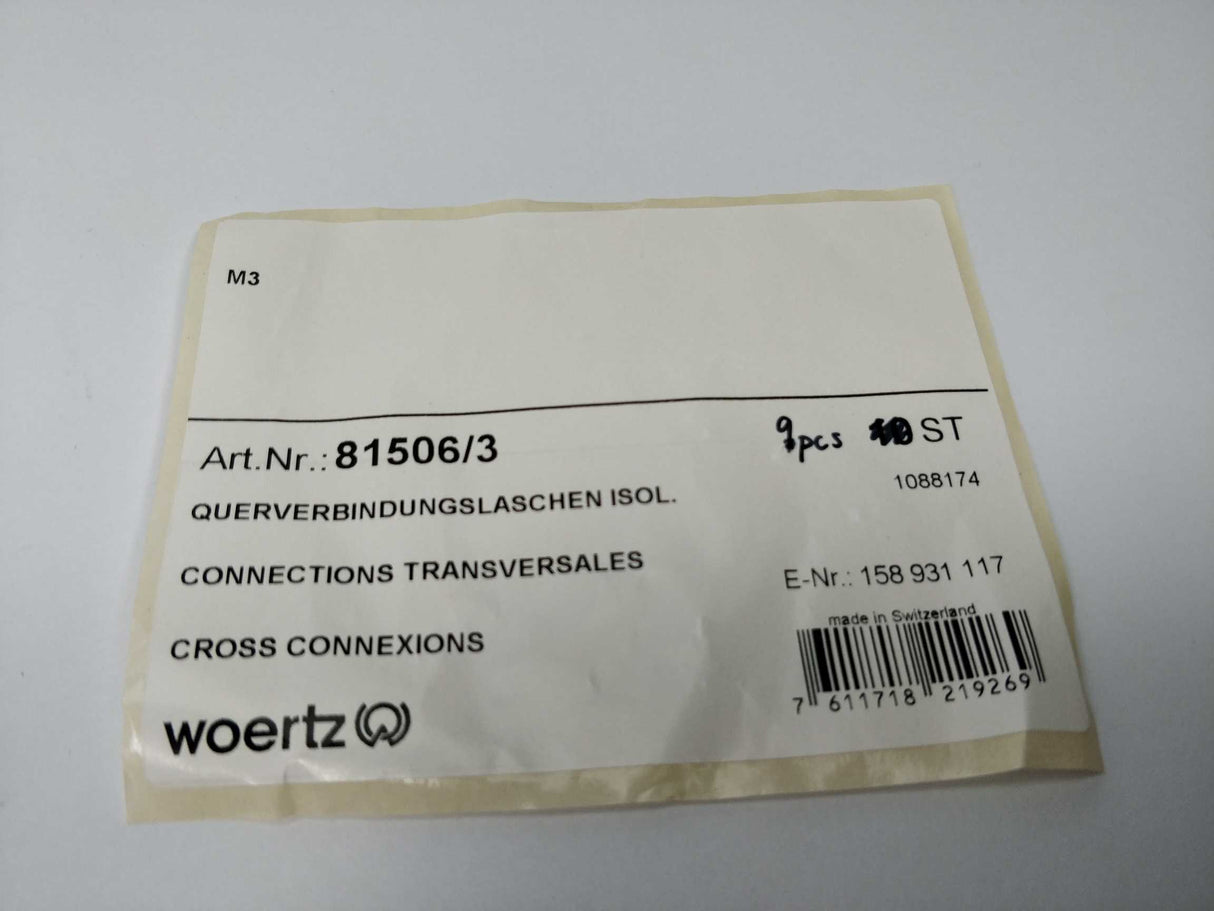 M3
Art.Nr.: 81506/3 9pcs 10 ST
1088174
QUERVERBINDUNGSLASCHEN ISOL.
CONNECTIONS TRANSVERSALES
E-Nr.: 158 931 117
made in Switzerland
CROSS CONNEXIONS
7 611718 219269
woertz